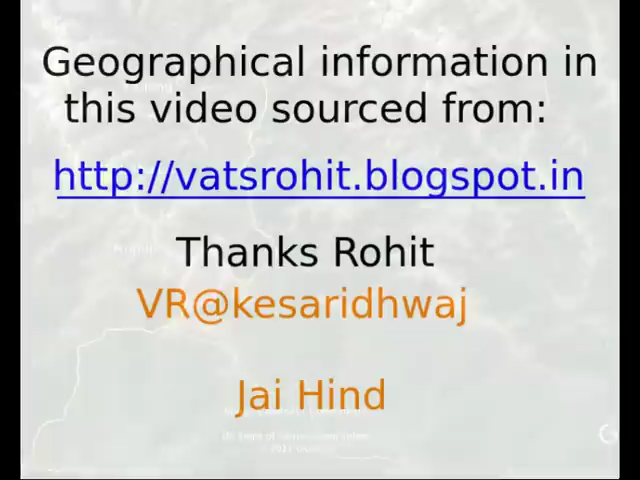 Geographical information in
this video sourced from:
http://vatsrohit.blogspot.in
Thanks Rohit
VR@kesaridhwaj
Jai Hind